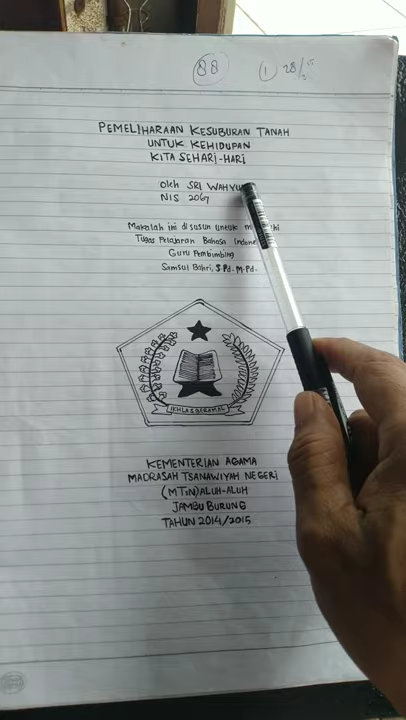 88
1 28/
PEMELIHARAAN KESUBURAN TANAH
UNTUK KEHIDUPAN
KITA SEHARI-HARI
Oleh SRI
NIS 2067
Makalah ini disusun untuk
Tugas Pelajaran Bahasa
Guru Pembimbing
Samsul Bahri, S.Pd. M.Pd.
IKHLAS BERAMAL
KEMENTERIAN AGAMA
MADRASAH TSANAWIYAH NEGERI
(MTsN) ALUH-ALUH
JAMBU BURUNG
TAHUN 2014/2015